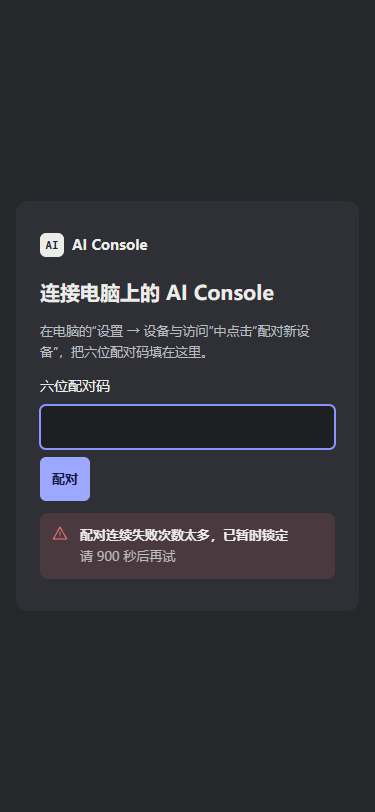 AI AI Console
连接电脑上的 AI Console
在电脑的“设置 → 设备与访问”中点击“配对新设
备”，把六位配对码填在这里。
六位配对码
配对
配对连续失败次数太多，已暂时锁定
请 900 秒后再试